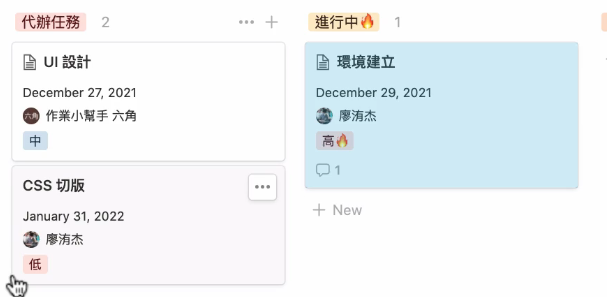 代辦任務 2
UI 設計
December 27, 2021
六角 作業小幫手 六角
中
CSS 切版
January 31, 2022
廖洧杰
低
進行中🔥 1
環境建立
December 29, 2021
廖洧杰
高🔥
1
+ New